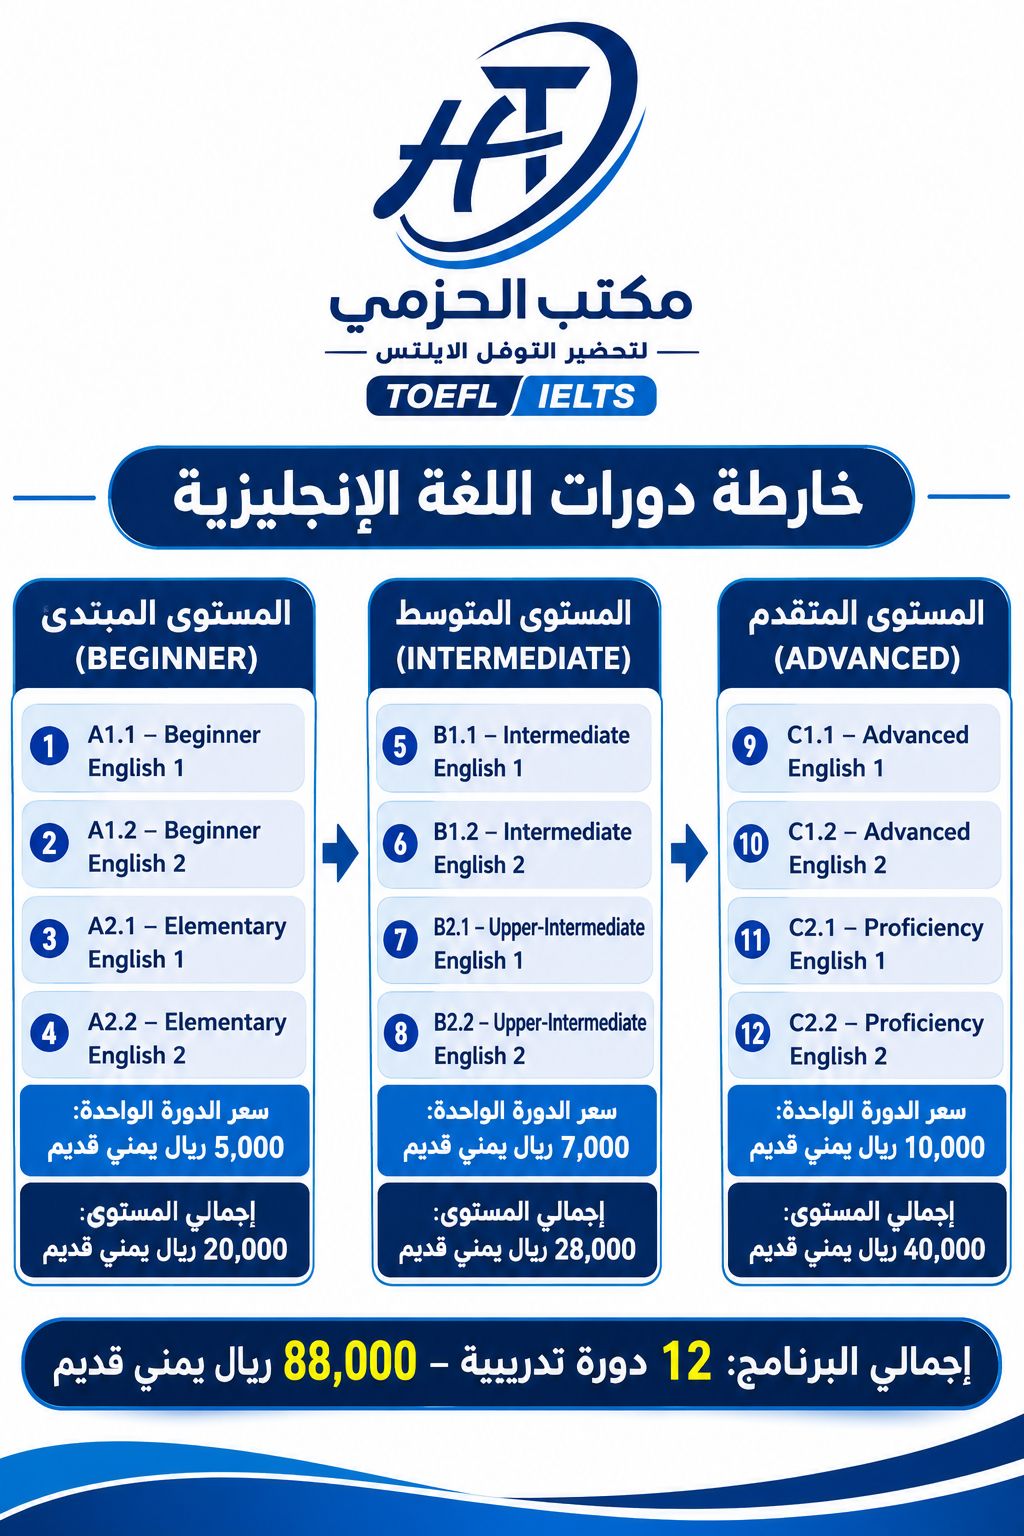 HT
مكتب الحزمي
لتحضير التوفل الايلتس
TOEFL / IELTS
خارطة دورات اللغة الإنجليزية
المستوى المبتدئ
(BEGINNER)
1
A1.1 – Beginner
English 1
2
A1.2 – Beginner
English 2
3
A2.1 – Elementary
English 1
4
A2.2 – Elementary
English 2
سعر الدورة الواحدة:
5,000 ريال يمني قديم
إجمالي المستوى:
20,000 ريال يمني قديم
المستوى المتوسط
(INTERMEDIATE)
5
B1.1 – Intermediate
English 1
6
B1.2 – Intermediate
English 2
7
B2.1 – Upper-Intermediate
English 1
8
B2.2 – Upper-Intermediate
English 2
سعر الدورة الواحدة:
7,000 ريال يمني قديم
إجمالي المستوى:
28,000 ريال يمني قديم
المستوى المتقدم
(ADVANCED)
9
C1.1 – Advanced
English 1
10
C1.2 – Advanced
English 2
11
C2.1 – Proficiency
English 1
12
C2.2 – Proficiency
English 2
سعر الدورة الواحدة:
10,000 ريال يمني قديم
إجمالي المستوى:
40,000 ريال يمني قديم
إجمالي البرنامج: 12 دورة تدريبية – 88,000 ريال يمني قديم